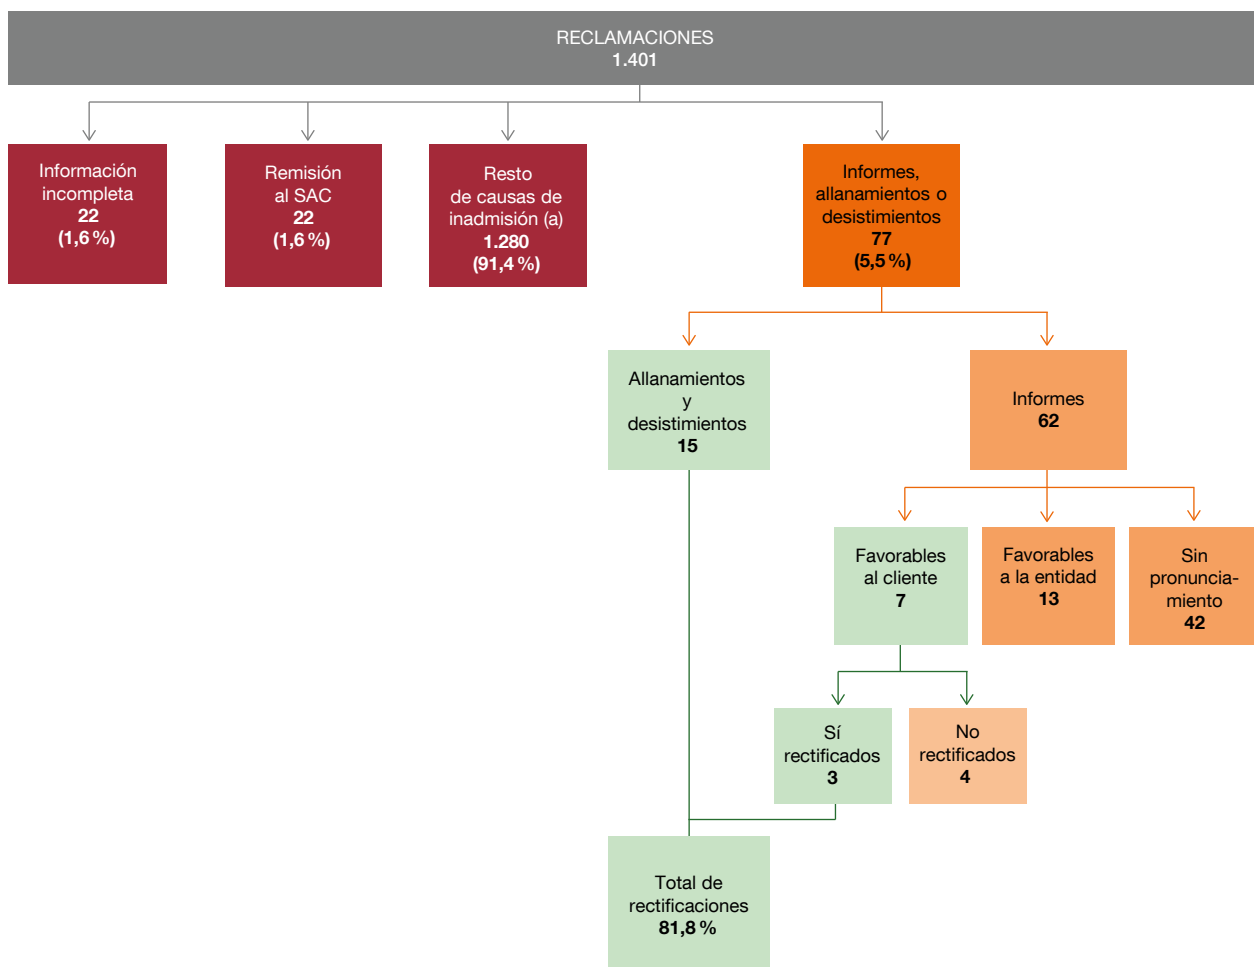 RECLAMACIONES
1.401
Información
incompleta
22
(1,6 %)
Remisión
al SAC
22
(1,6 %)
Resto
de causas de
inadmisión (a)
1.280
(91,4 %)
Informes,
allanamientos o
desistimientos
77
(5,5 %)
Allanamientos
y
desistimientos
15
Informes
62
Favorables
al cliente
7
Favorables
a la entidad
13
Sin
pronuncia-
miento
42
Sí
rectificados
3
No
rectificados
4
Total de
rectificaciones
81,8 %